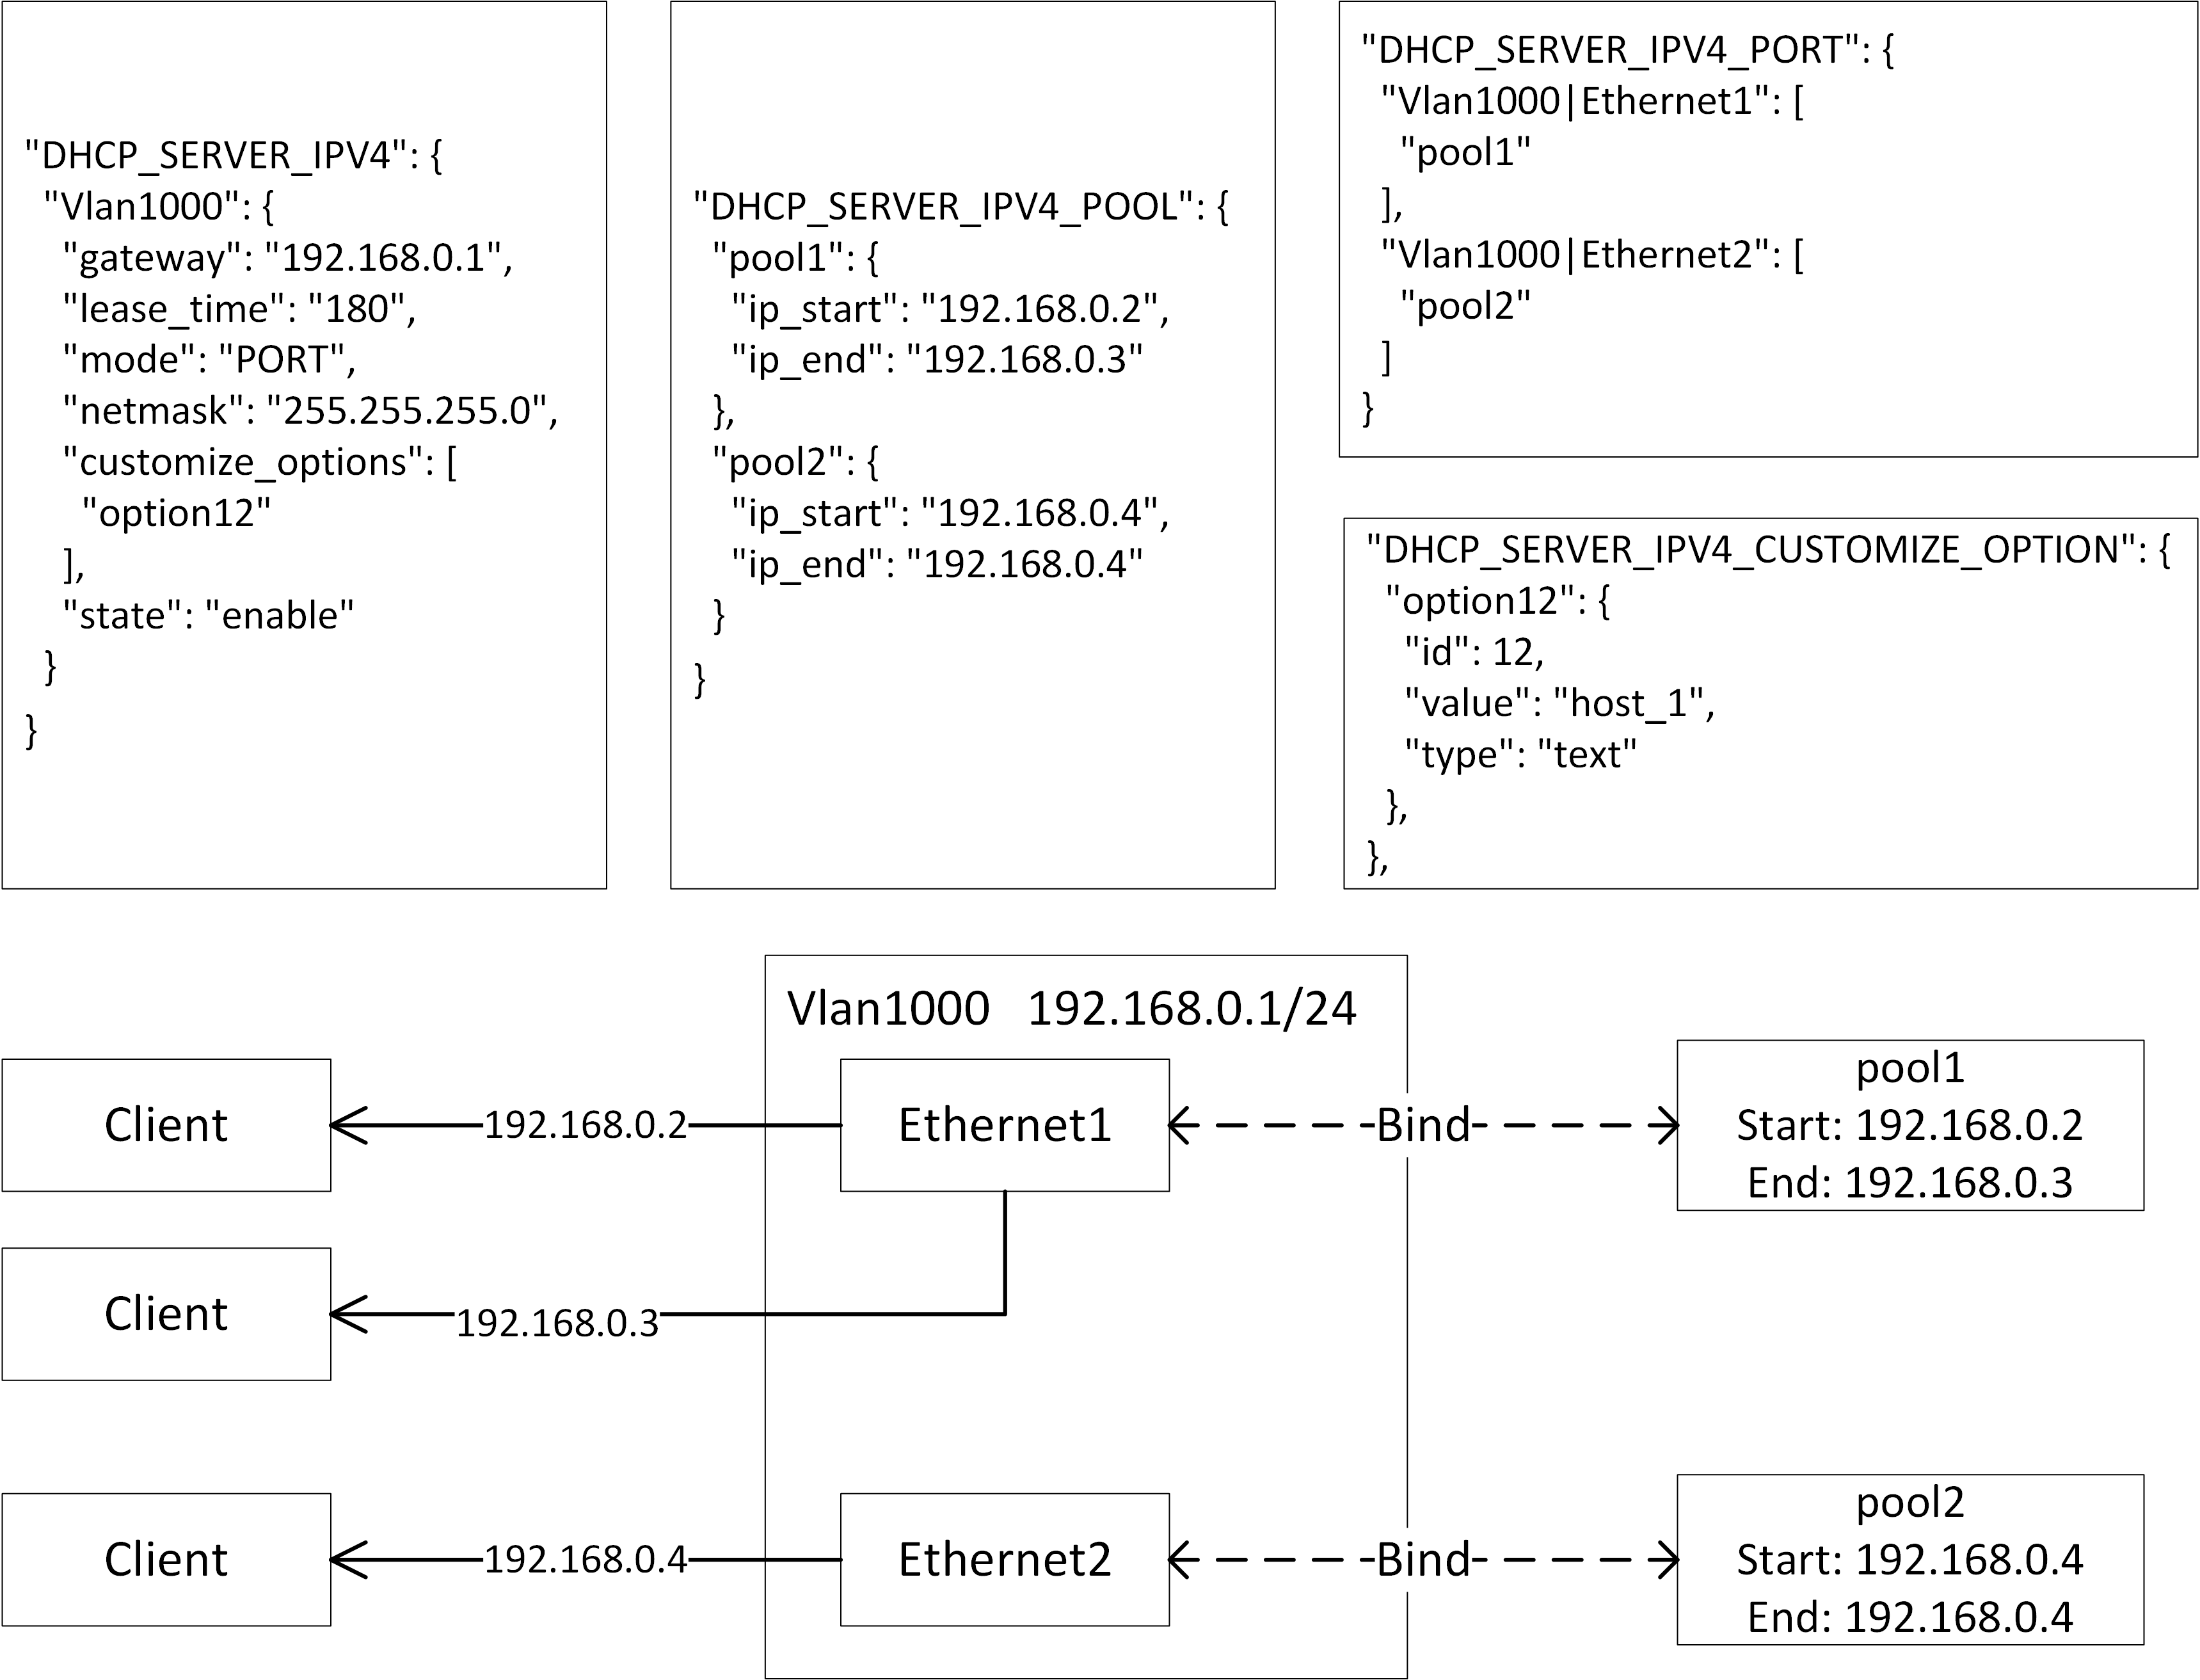 "DHCP_SERVER_IPV4": {
"Vlan1000": {
"gateway": "192.168.0.1",
"lease_time": "180",
"mode": "PORT",
"netmask": "255.255.255.0",
"customize_options": [
"option12"
],
"state": "enable"
}
}
"DHCP_SERVER_IPV4_POOL": {
"pool1": {
"ip_start": "192.168.0.2",
"ip_end": "192.168.0.3"
},
"pool2": {
"ip_start": "192.168.0.4",
"ip_end": "192.168.0.4"
}
}
"DHCP_SERVER_IPV4_PORT": {
"Vlan1000|Ethernet1": [
"pool1"
],
"Vlan1000|Ethernet2": [
"pool2"
]
}
"DHCP_SERVER_IPV4_CUSTOMIZE_OPTION": {
"option12": {
"id": 12,
"value": "host_1",
"type": "text"
},
},
Vlan1000 192.168.0.1/24
Client
192.168.0.2
Ethernet1
Bind
pool1
Start: 192.168.0.2
End: 192.168.0.3
Client
192.168.0.3
Client
192.168.0.4
Ethernet2
Bind
pool2
Start: 192.168.0.4
End: 192.168.0.4